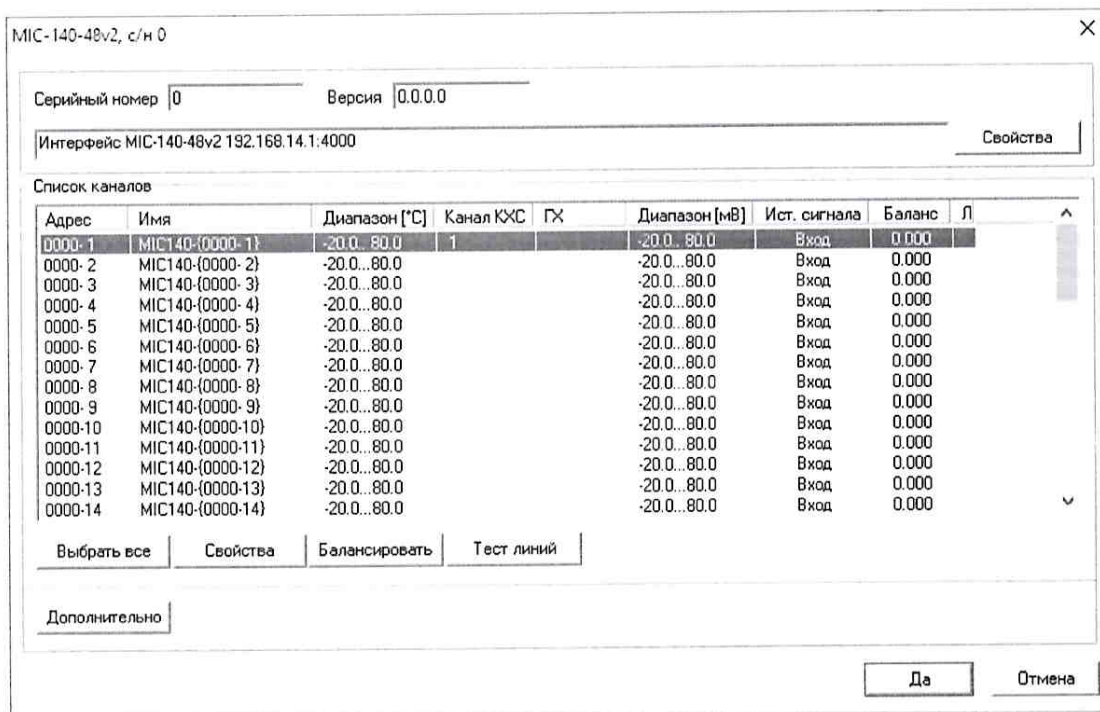 MIC-140-48v2, с/н 0
Серийный номер 0 Версия 0.0.0.0
Интерфейс MIC-140-48v2 192.168.14.1:4000 Свойства
Список каналов
Адрес Имя Диапазон [°C] Канал КХС ГХ Диапазон [мВ] Ист. сигнала Баланс Л
0000- 1 MIC140-{0000- 1} -20.0...80.0 1 -20.0...80.0 Вход 0.000
0000- 2 MIC140-{0000- 2} -20.0...80.0 -20.0...80.0 Вход 0.000
0000- 3 MIC140-{0000- 3} -20.0...80.0 -20.0...80.0 Вход 0.000
0000- 4 MIC140-{0000- 4} -20.0...80.0 -20.0...80.0 Вход 0.000
0000- 5 MIC140-{0000- 5} -20.0...80.0 -20.0...80.0 Вход 0.000
0000- 6 MIC140-{0000- 6} -20.0...80.0 -20.0...80.0 Вход 0.000
0000- 7 MIC140-{0000- 7} -20.0...80.0 -20.0...80.0 Вход 0.000
0000- 8 MIC140-{0000- 8} -20.0...80.0 -20.0...80.0 Вход 0.000
0000- 9 MIC140-{0000- 9} -20.0...80.0 -20.0...80.0 Вход 0.000
0000-10 MIC140-{0000-10} -20.0...80.0 -20.0...80.0 Вход 0.000
0000-11 MIC140-{0000-11} -20.0...80.0 -20.0...80.0 Вход 0.000
0000-12 MIC140-{0000-12} -20.0...80.0 -20.0...80.0 Вход 0.000
0000-13 MIC140-{0000-13} -20.0...80.0 -20.0...80.0 Вход 0.000
0000-14 MIC140-{0000-14} -20.0...80.0 -20.0...80.0 Вход 0.000
Выбрать все Свойства Балансировать Тест линий
Дополнительно
Да Отмена